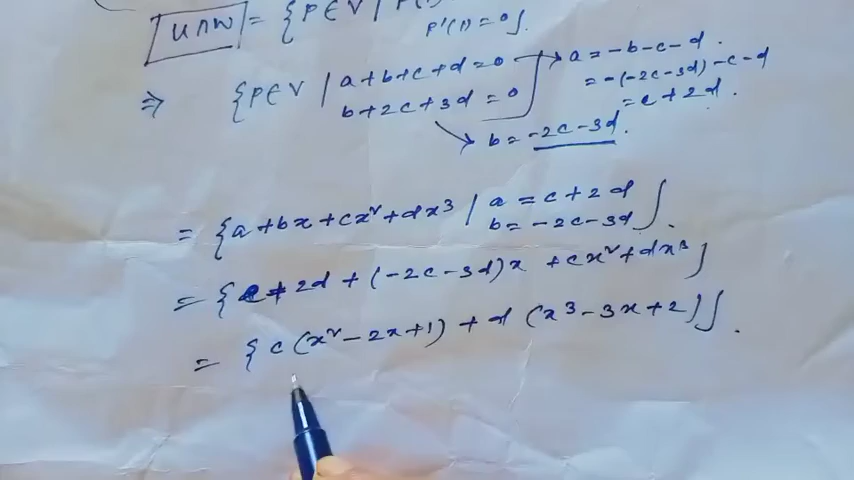 U∩W = {P∈V | P(1)
P'(1)=0}.
⇒ {P∈V | a+b+c+d=0 → a = -b-c-d.
= -(-2c-3d)-c-d
= c+2d.
b+2c+3d=0
→ b = -2c-3d.
= {a+bx+cx²+dx³ | a = c+2d
b = -2c-3d}.
= {c+2d+(-2c-3d)x +cx²+dx³}
= {c(x²-2x+1)+d(x³-3x+2)}.